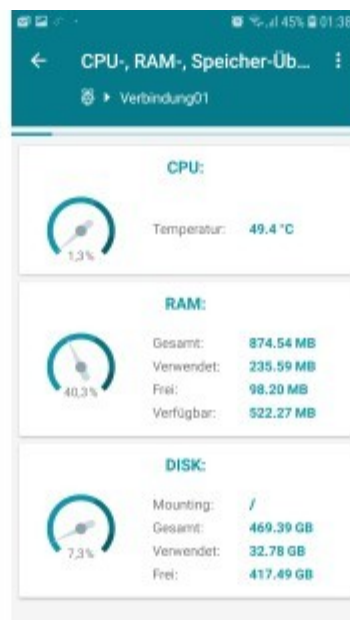 45% 01:38
CPU-, RAM-, Speicher-Üb...
Verbindung01
CPU:
1,3%
Temperatur: 49.4 °C
RAM:
40,3%
Gesamt: 874.54 MB
Verwendet: 235.59 MB
Frei: 98.20 MB
Verfügbar: 522.27 MB
DISK:
7,3%
Mounting: /
Gesamt: 469.39 GB
Verwendet: 32.78 GB
Frei: 417.49 GB